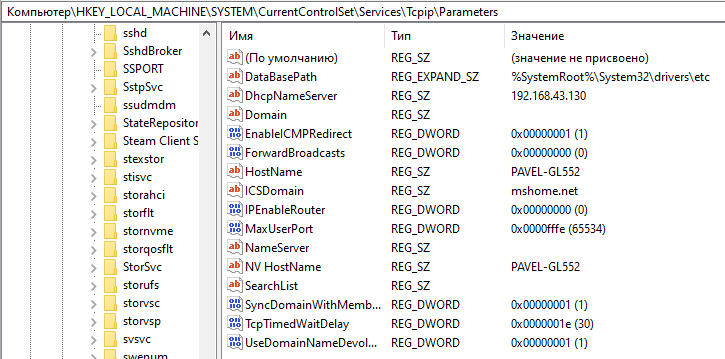 Компьютер\HKEY_LOCAL_MACHINE\SYSTEM\CurrentControlSet\Services\Tcpip\Parameters
sshd
SshdBroker
SSPORT
SstpSvc
ssudmdm
StateRepositor
Steam Client S
stexstor
stisvc
storahci
storflt
stornvme
storqosflt
StorSvc
storufs
storvsc
storvsp
svsvc
swenum
Имя Тип Значение
(По умолчанию) REG_SZ (значение не присвоено)
DataBasePath REG_EXPAND_SZ %SystemRoot%\System32\drivers\etc
DhcpNameServer REG_SZ 192.168.43.130
Domain REG_SZ
EnableICMPRedirect REG_DWORD 0x00000001 (1)
ForwardBroadcasts REG_DWORD 0x00000000 (0)
HostName REG_SZ PAVEL-GL552
ICSDomain REG_SZ mshome.net
IPEnableRouter REG_DWORD 0x00000000 (0)
MaxUserPort REG_DWORD 0x0000fffe (65534)
NameServer REG_SZ
NV HostName REG_SZ PAVEL-GL552
SearchList REG_SZ
SyncDomainWithMemb... REG_DWORD 0x00000001 (1)
TcpTimedWaitDelay REG_DWORD 0x0000001e (30)
UseDomainNameDevol... REG_DWORD 0x00000001 (1)